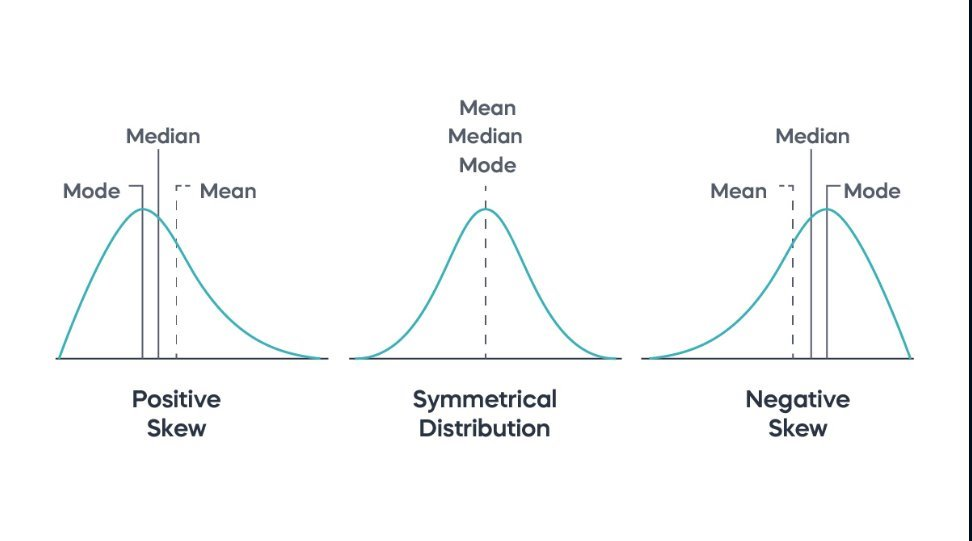 Median
Mode
Mean
Positive
Skew
Mean
Median
Mode
Symmetrical
Distribution
Median
Mean
Mode
Negative
Skew